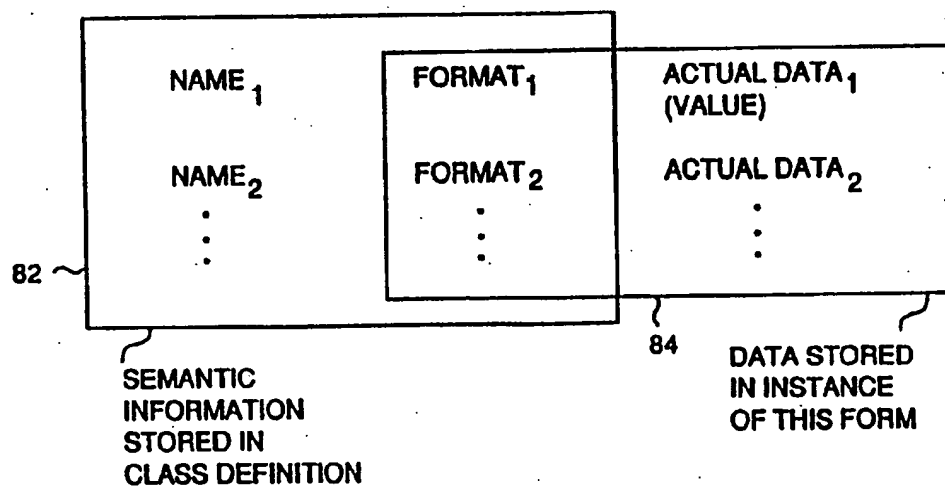 NAME1 FORMAT1 ACTUAL DATA1
(VALUE)
NAME2 FORMAT2 ACTUAL DATA2
82
84
SEMANTIC
INFORMATION
STORED IN
CLASS DEFINITION
DATA STORED
IN INSTANCE
OF THIS FORM